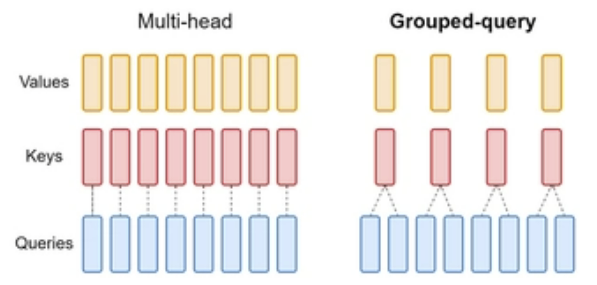 Multi-head
Grouped-query
Values
Keys
Queries